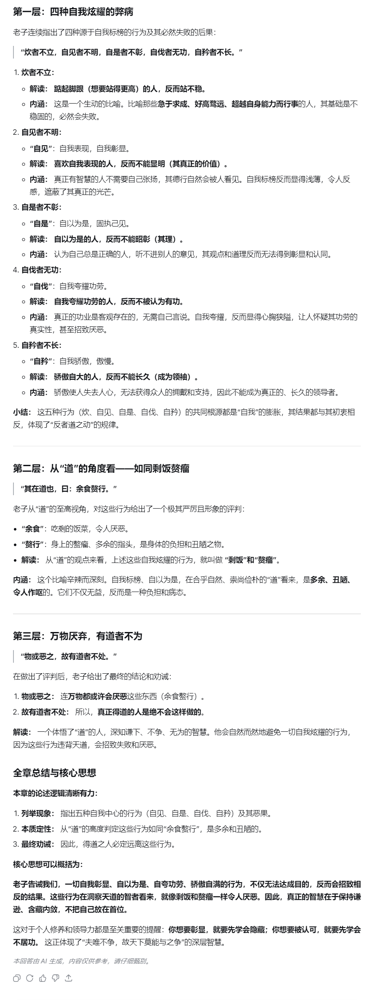 第一层：四种自我炫耀的弊病
老子连续指出了四种源于自我标榜的行为及其必然失败的后果：
“炊者不立，自见者不明，自是者不彰，自伐者无功，自矜者不长。”
1. 炊者不立：
解读： 踮起脚跟（想要站得更高）的人，反而站不稳。
内涵： 这是一个生动的比喻。比喻那些急于求成、好高骛远、超越自身能力而行事的人，其基础是不
稳固的，必然会失败。
2. 自见者不明：
“自见”：自我表现，自我彰显。
解读： 喜欢自我表现的人，反而不能显明（其真正的价值）。
内涵： 真正有智慧的人不需要自己张扬，其德行自然会被人看见。自我标榜反而显得浅薄，令人反
感，遮蔽了其真正的光芒。
3. 自是者不彰：
“自是”：自以为是，固执己见。
解读： 自以为是的人，反而不能昭彰（其理）。
内涵： 认为自己总是正确的人，听不进别人的意见，其观点和道理反而无法得到彰显和认同。
4. 自伐者无功：
“自伐”：自我夸耀功劳。
解读： 自我夸耀功劳的人，反而不被认为有功。
内涵： 真正的功业是客观存在的，无需自己言说。自我夸耀，反而显得心胸狭隘，让人怀疑其功劳的
真实性，甚至招致厌恶。
5. 自矜者不长：
“自矜”：自我骄傲，傲慢。
解读： 骄傲自大的人，反而不能长久（成为领袖）。
内涵： 骄傲使人失去人心，无法获得众人的拥戴和支持，因此不能成为真正的、长久的领导者。
小结： 这五种行为（炊、自见、自是、自伐、自矜）的共同根源都是“自我”的膨胀，其结果都与其初衷相
反，体现了“反者道之动”的规律。
第二层：从“道”的角度看——如同剩饭赘瘤
“其在道也，曰：余食赘行。”
老子从“道”的至高视角，对这些行为给出了一个极其严厉且形象的评判：
“余食”：吃剩的饭菜，令人厌恶。
“赘行”：身上的赘瘤、多余的指头，是身体的负担和丑陋之物。
解读： 从“道”的观点来看，上述这些自我炫耀的行为，就叫做 “剩饭”和“赘瘤”。
内涵： 这个比喻辛辣而深刻。自我标榜、自以为是，在合乎自然、崇尚俭朴的“道”看来，是多余、丑陋、
令人作呕的。它们不仅无益，反而是一种负担和病态。
第三层：万物厌弃，有道者不为
“物或恶之，故有道者不处。”
在做出了评判后，老子给出了最终的结论和劝诫：
1. 物或恶之： 连万物都或许会厌恶这些东西（余食赘行）。
2. 故有道者不处： 所以，真正得道的人是绝不会这样做的。
解读： 一个体悟了“道”的人，深知谦下、不争、无为的智慧。他会自然而然地避免一切自我炫耀的行为，
因为这些行为违背天道，会招致失败和厌恶。
全章总结与核心思想
本章的论述逻辑清晰有力：
1. 列举现象： 指出五种自我中心的行为（自见、自是、自伐、自矜）及其恶果。
2. 本质定性： 从“道”的高度判定这些行为如同“余食赘行”，是多余和丑陋的。
3. 最终劝诫： 因此，得道之人必定远离这些行为。
核心思想可以概括为：
老子告诫我们，一切自我彰显、自以为是、自夸功劳、骄傲自满的行为，不仅无法达成目的，反而会招致相
反的结果。这些行为在洞察天道的智者看来，就像剩饭和赘瘤一样令人厌恶。因此，真正的智慧在于保持谦
逊、含藏内敛，不把自己放在首位。
这对于个人修养和领导力都是至关重要的提醒：你想要彰显，就要先学会隐藏；你想要被认可，就要先学会
不居功。 这正体现了“夫唯不争，故天下莫能与之争”的深层智慧。
本回答由 AI 生成，内容仅供参考，请仔细甄别。